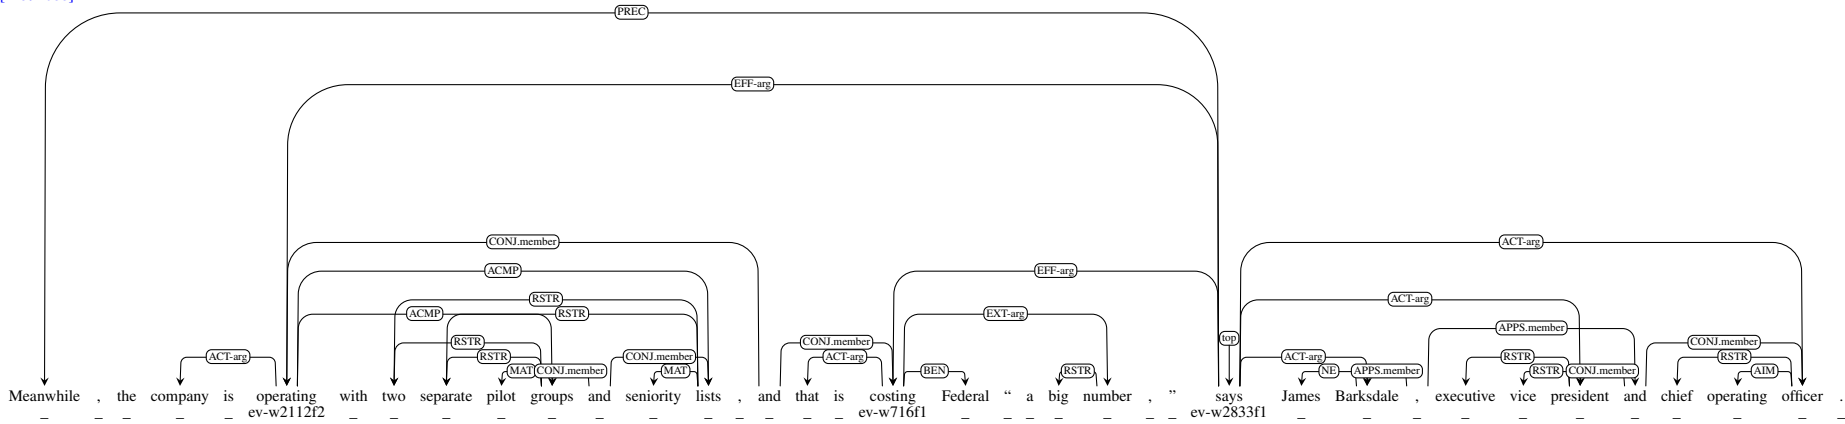 PREC
EFF-arg
CONJ.member ACT-arg
ACMP EFF-arg
RSTR ACT-arg
ACMP RSTR EXT-arg
APPS.member
top
RSTR CONJ.member CONJ.member
ACT-arg RSTR CONJ.member ACT-arg ACT-arg RSTR RSTR
MAT CONJ.member MAT BEN RSTR NE APPS.member RSTR CONJ.member AIM
Meanwhile , the company is operating with two separate pilot groups and seniority lists , and that is costing Federal “ a big number , ” says James Barksdale , executive vice president and chief operating officer .
_ _ _ _ _ ev-w2112f2 _ _ _ _ _ _ _ _ _ _ _ _ ev-w716f1 _ _ _ _ _ _ _ ev-w2833f1 _ _ _ _ _ _ _ _ _ _ _